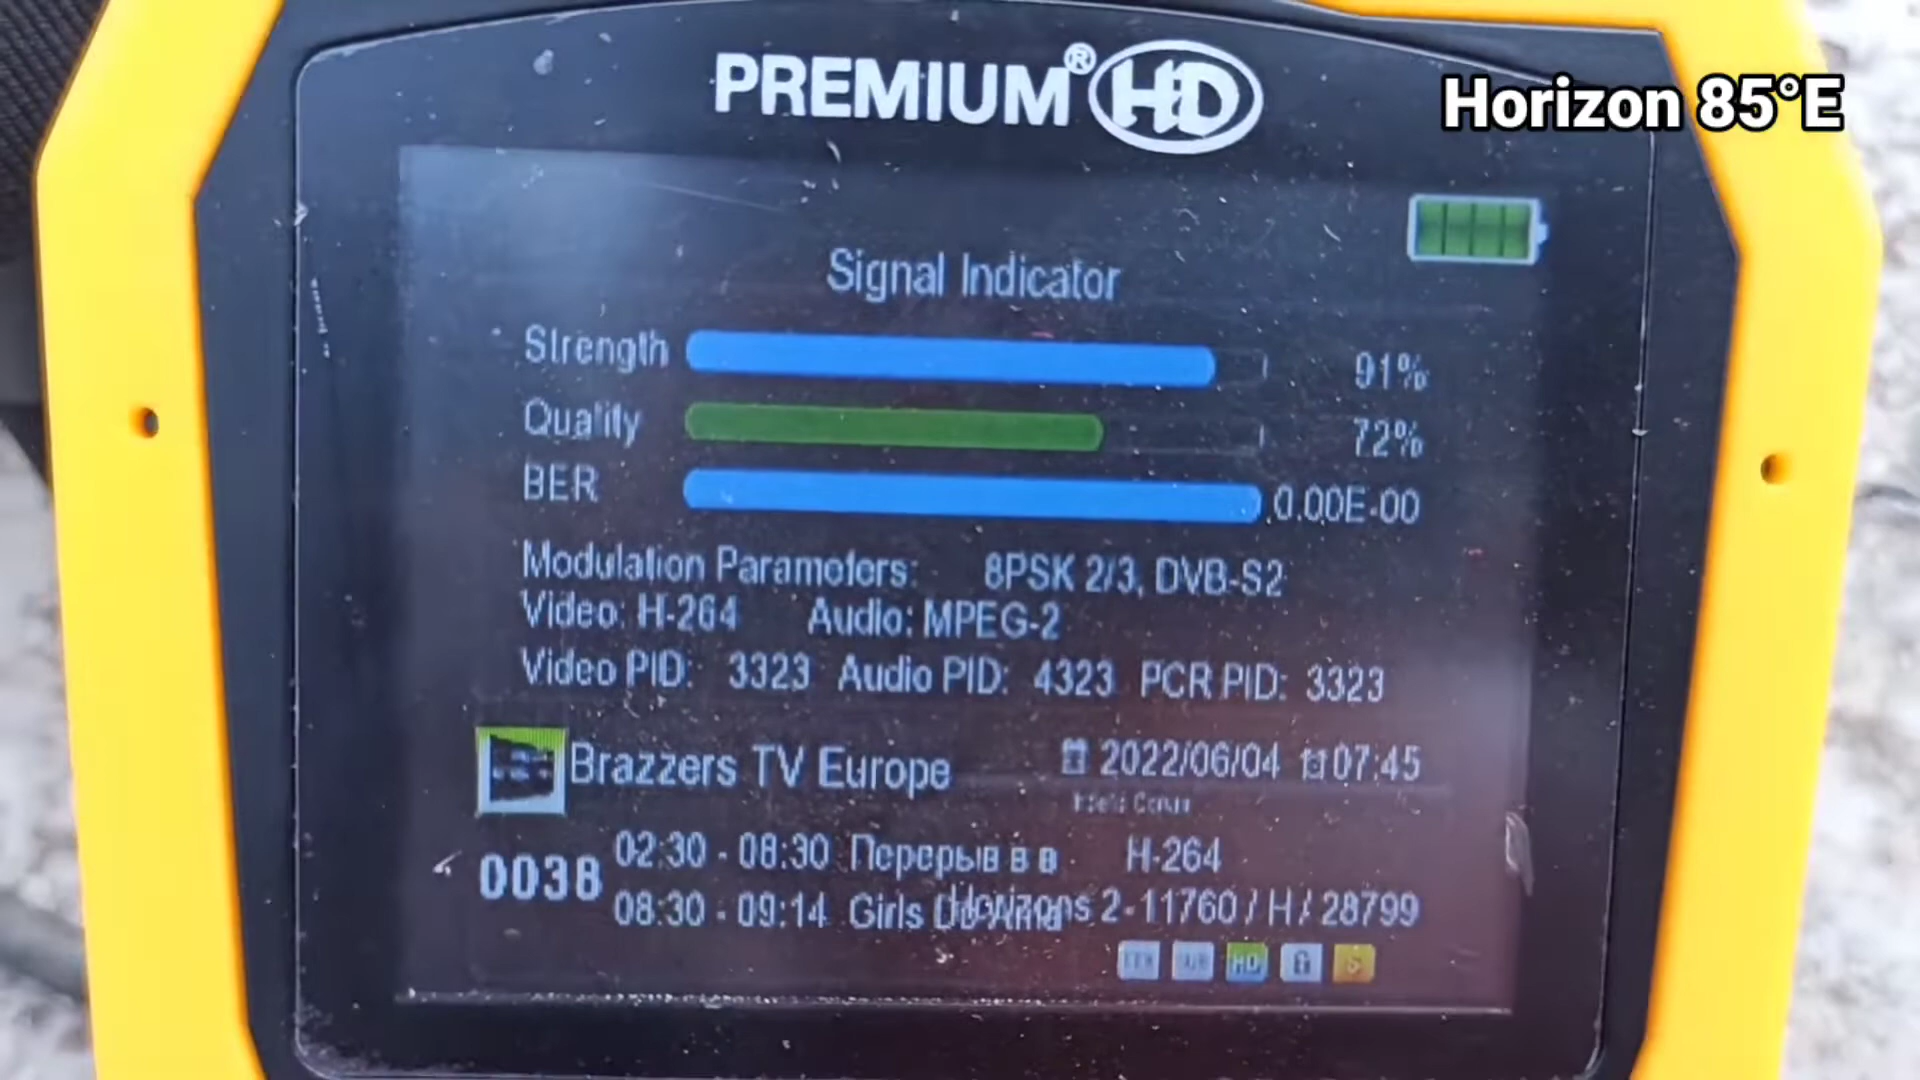 PREMIUM® HD
Horizon 85°E
Signal Indicator
Strength 91%
Quality 72%
BER 0.00E-00
Modulation Parameters: 8PSK 2/3, DVB-S2
Video: H-264 Audio: MPEG-2
Video PID: 3323 Audio PID: 4323 PCR PID: 3323
Brazzers TV Europe 2022/06/04 07:45
0038
02:30 - 08:30 Перерыв в в H-264
08:30 - 09:14 Girls Horizons 2-11760 / H / 28799
HD S